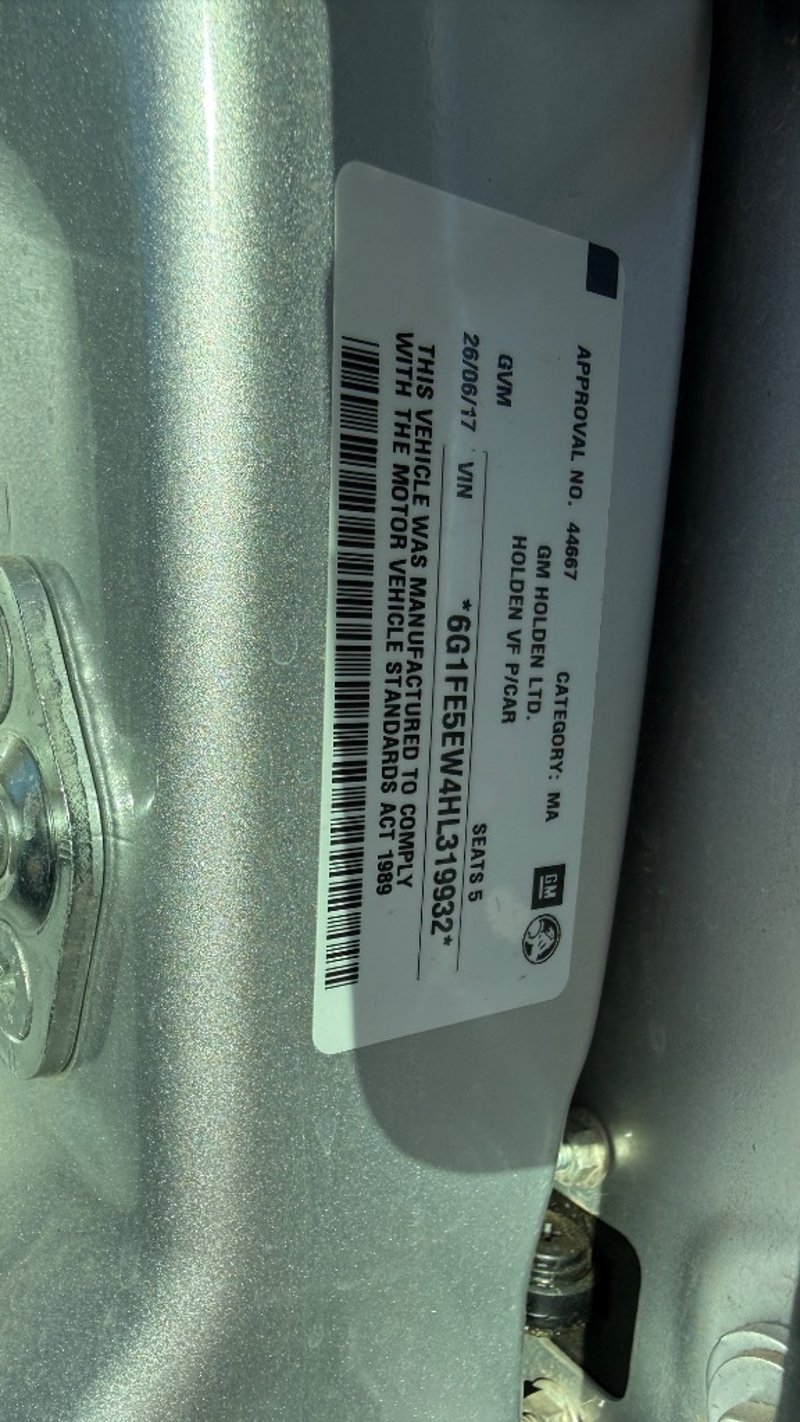 APPROVAL NO. 44667 CATEGORY: MA
GM HOLDEN LTD.
HOLDEN VF P/CAR
GM
GVM SEATS 5
26/06/17 VIN *6G1FE5EW4HL319932*
THIS VEHICLE WAS MANUFACTURED TO COMPLY
WITH THE MOTOR VEHICLE STANDARDS ACT 1989